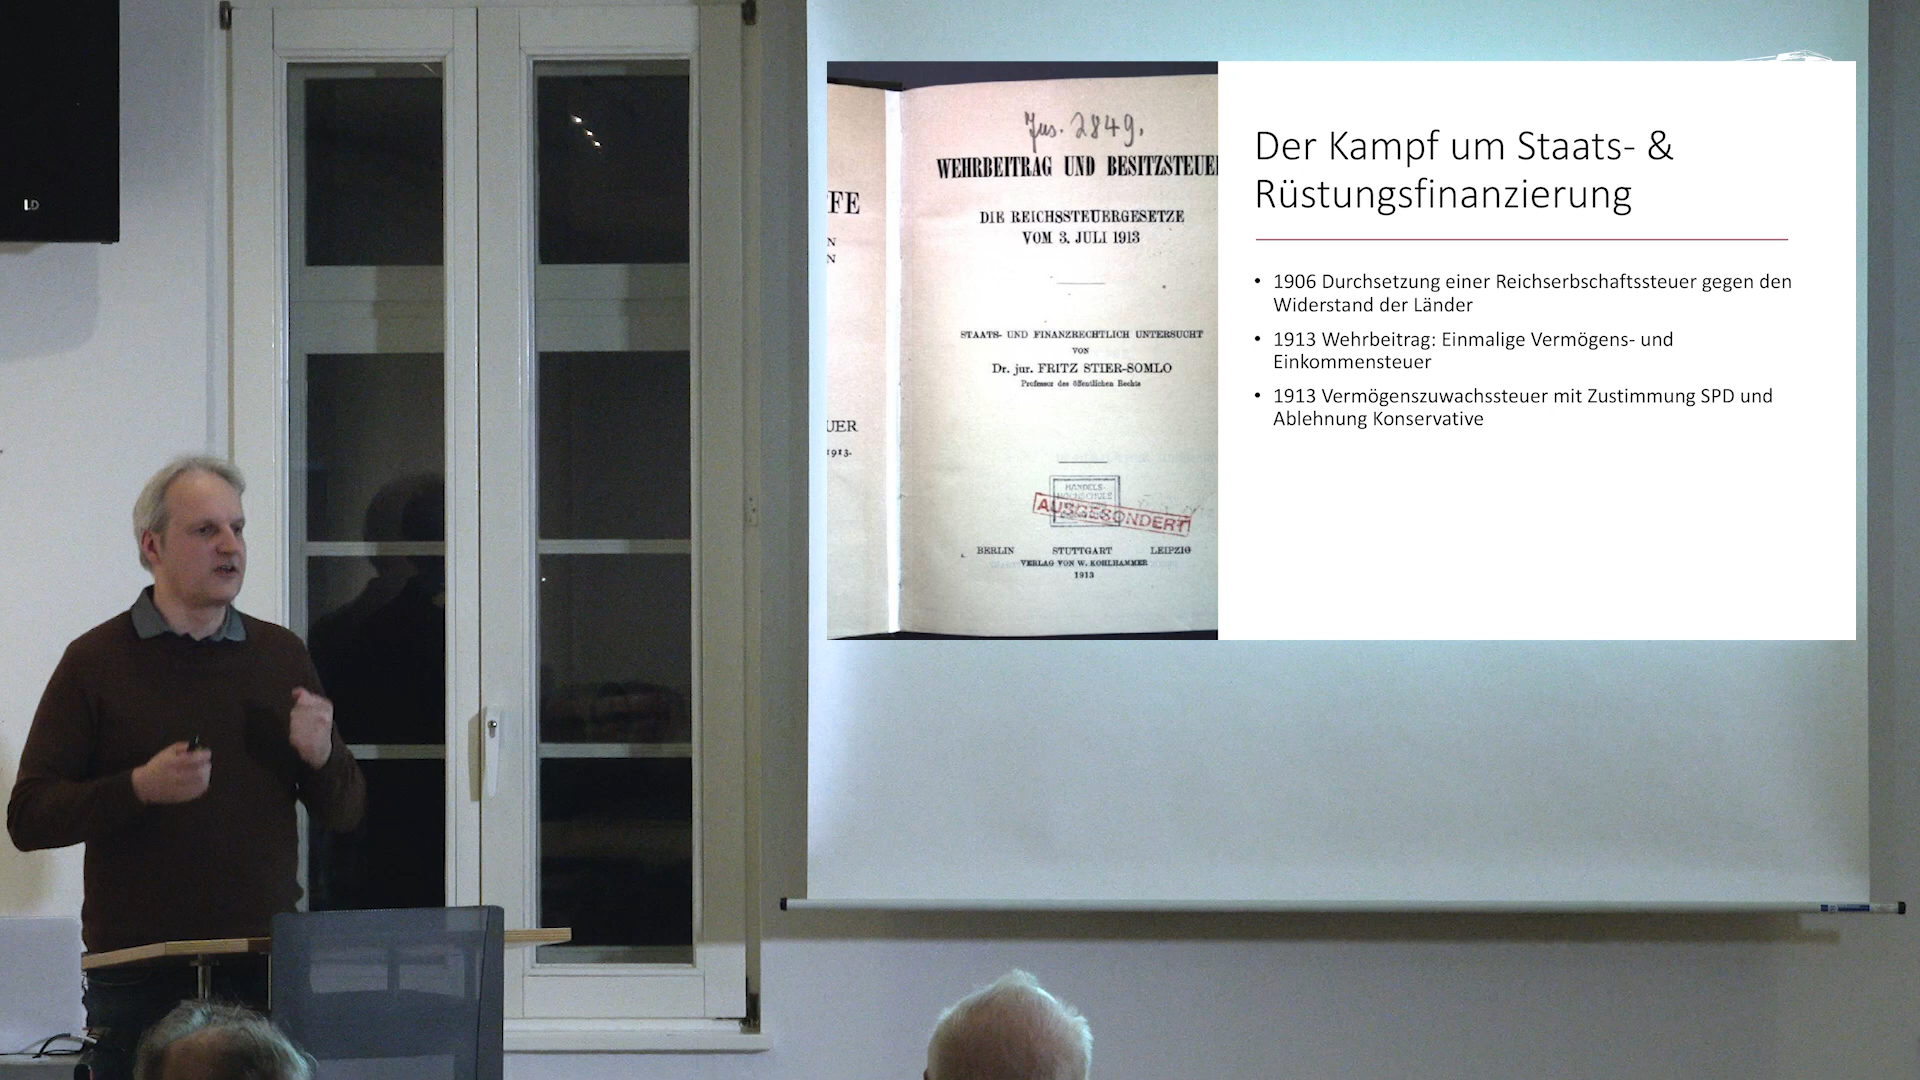 LD
FE
N
N
UER
1913.
Jus. 2849.
WEHRBEITRAG UND BESITZSTEUE
DIE REICHSSTEUERGESETZE
VOM 3. JULI 1913
STAATS- UND FINANZRECHTLICH UNTERSUCHT
VON
Dr. jur. FRITZ STIER-SOMLO
Professor des öffentlichen Rechts
HANDELS-
HOCHSCHULE
AUSGESONDERT
BERLIN STUTTGART LEIPZIG
VERLAG VON W. KOHLHAMMER
1913
Der Kampf um Staats- &
Rüstungsfinanzierung
• 1906 Durchsetzung einer Reichserbschaftssteuer gegen den
Widerstand der Länder
• 1913 Wehrbeitrag: Einmalige Vermögens- und
Einkommensteuer
• 1913 Vermögenszuwachssteuer mit Zustimmung SPD und
Ablehnung Konservative